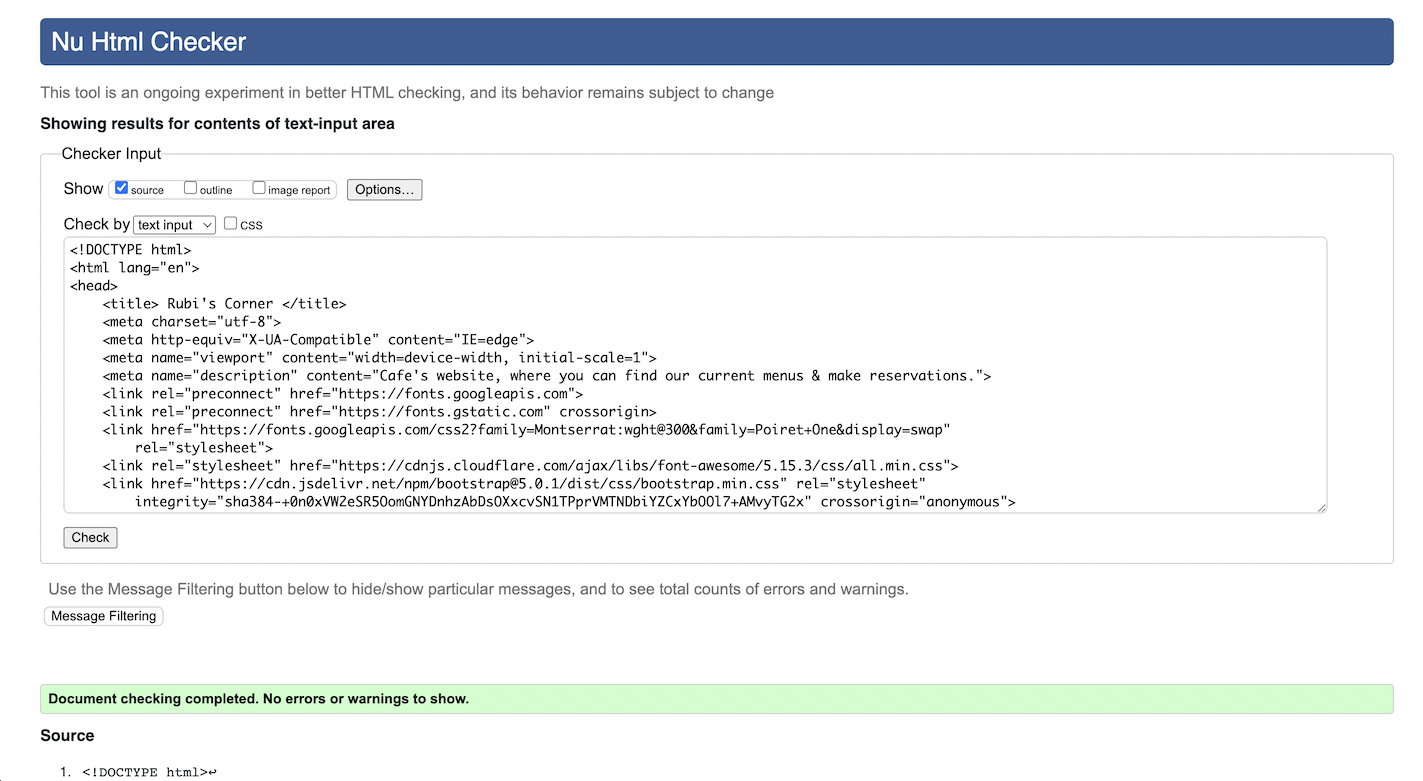 Nu Html Checker
This tool is an ongoing experiment in better HTML checking, and its behavior remains subject to change
Showing results for contents of text-input area
Checker Input
Show source outline image report Options...
Check by text input CSS
<!DOCTYPE html>
<html lang="en">
<head>
    <title> Rubi's Corner </title>
    <meta charset="utf-8">
    <meta http-equiv="X-UA-Compatible" content="IE=edge">
    <meta name="viewport" content="width=device-width, initial-scale=1">
    <meta name="description" content="Cafe's website, where you can find our current menus & make reservations.">
    <link rel="preconnect" href="https://fonts.googleapis.com">
    <link rel="preconnect" href="https://fonts.gstatic.com" crossorigin>
    <link href="https://fonts.googleapis.com/css2?family=Montserrat:wght@300&family=Poiret+One&display=swap"
        rel="stylesheet">
    <link rel="stylesheet" href="https://cdnjs.cloudflare.com/ajax/libs/font-awesome/5.15.3/css/all.min.css">
    <link href="https://cdn.jsdelivr.net/npm/bootstrap@5.0.1/dist/css/bootstrap.min.css" rel="stylesheet"
        integrity="sha384-+0n0xVW2eSR5OomGNYDnhzAbDsOXxcvSN1TPprVMTNDbiYZCxYbOOl7+AMvyTG2x" crossorigin="anonymous">
Check
Use the Message Filtering button below to hide/show particular messages, and to see total counts of errors and warnings.
Message Filtering
Document checking completed. No errors or warnings to show.
Source
1. <!DOCTYPE html>↩